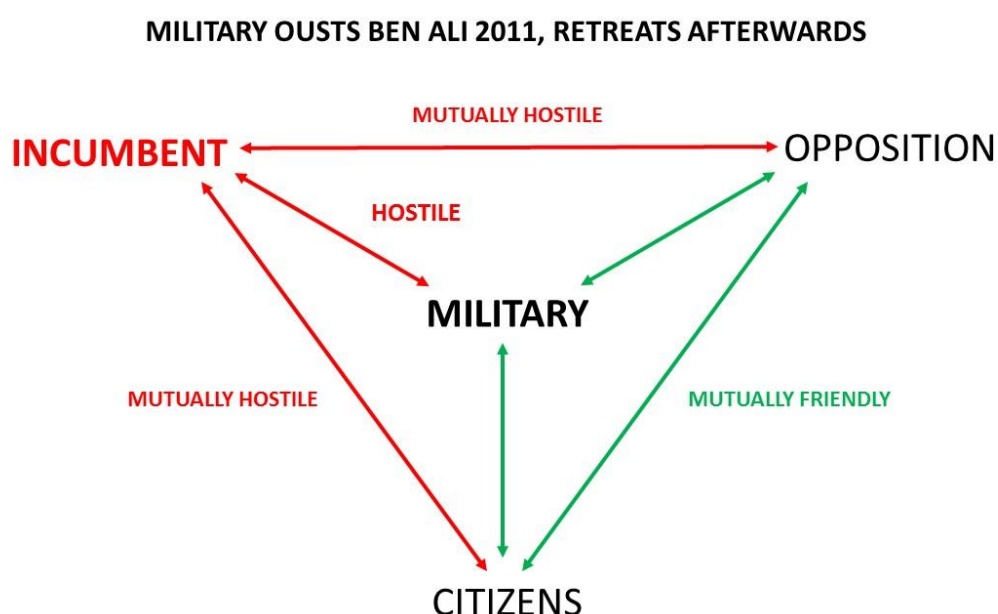 MILITARY OUSTS BEN ALI 2011, RETREATS AFTERWARDS
MUTUALLY HOSTILE
INCUMBENT
OPPOSITION
HOSTILE
MILITARY
MUTUALLY HOSTILE
MUTUALLY FRIENDLY
CITIZENS